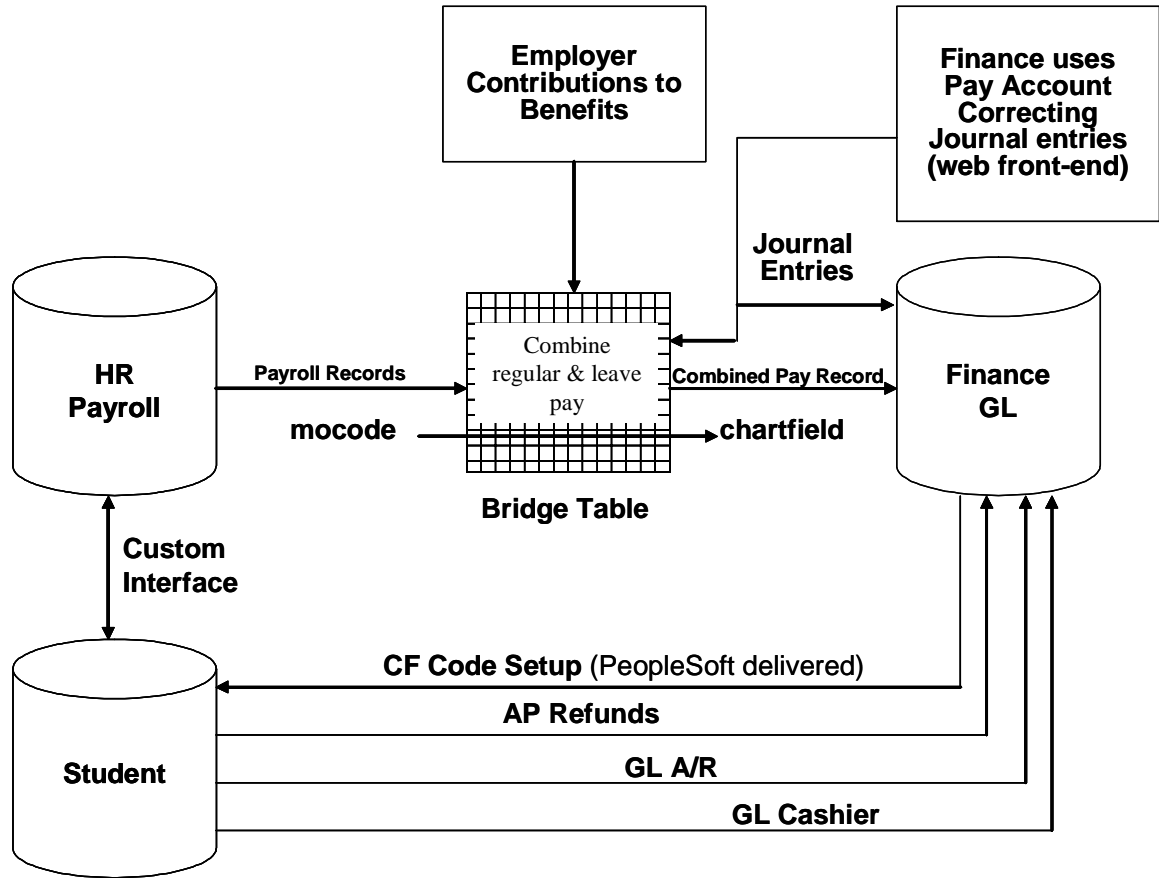 Employer
Contributions to
Benefits
Finance uses
Pay Account
Correcting
Journal entries
(web front-end)
Journal
Entries
HR
Payroll
Payroll Records
Combine
regular & leave
pay
Combined Pay Record
Finance
GL
mocode
chartfield
Bridge Table
Custom
Interface
CF Code Setup (PeopleSoft delivered)
AP Refunds
Student
GL A/R
GL Cashier